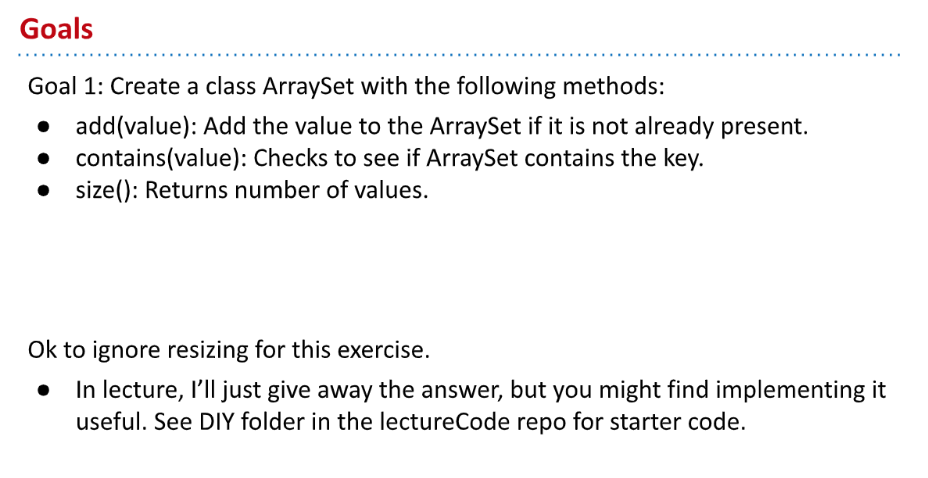 Goals
Goal 1: Create a class ArraySet with the following methods:
● add(value): Add the value to the ArraySet if it is not already present.
● contains(value): Checks to see if ArraySet contains the key.
● size(): Returns number of values.
Ok to ignore resizing for this exercise.
● In lecture, I’ll just give away the answer, but you might find implementing it
useful. See DIY folder in the lectureCode repo for starter code.